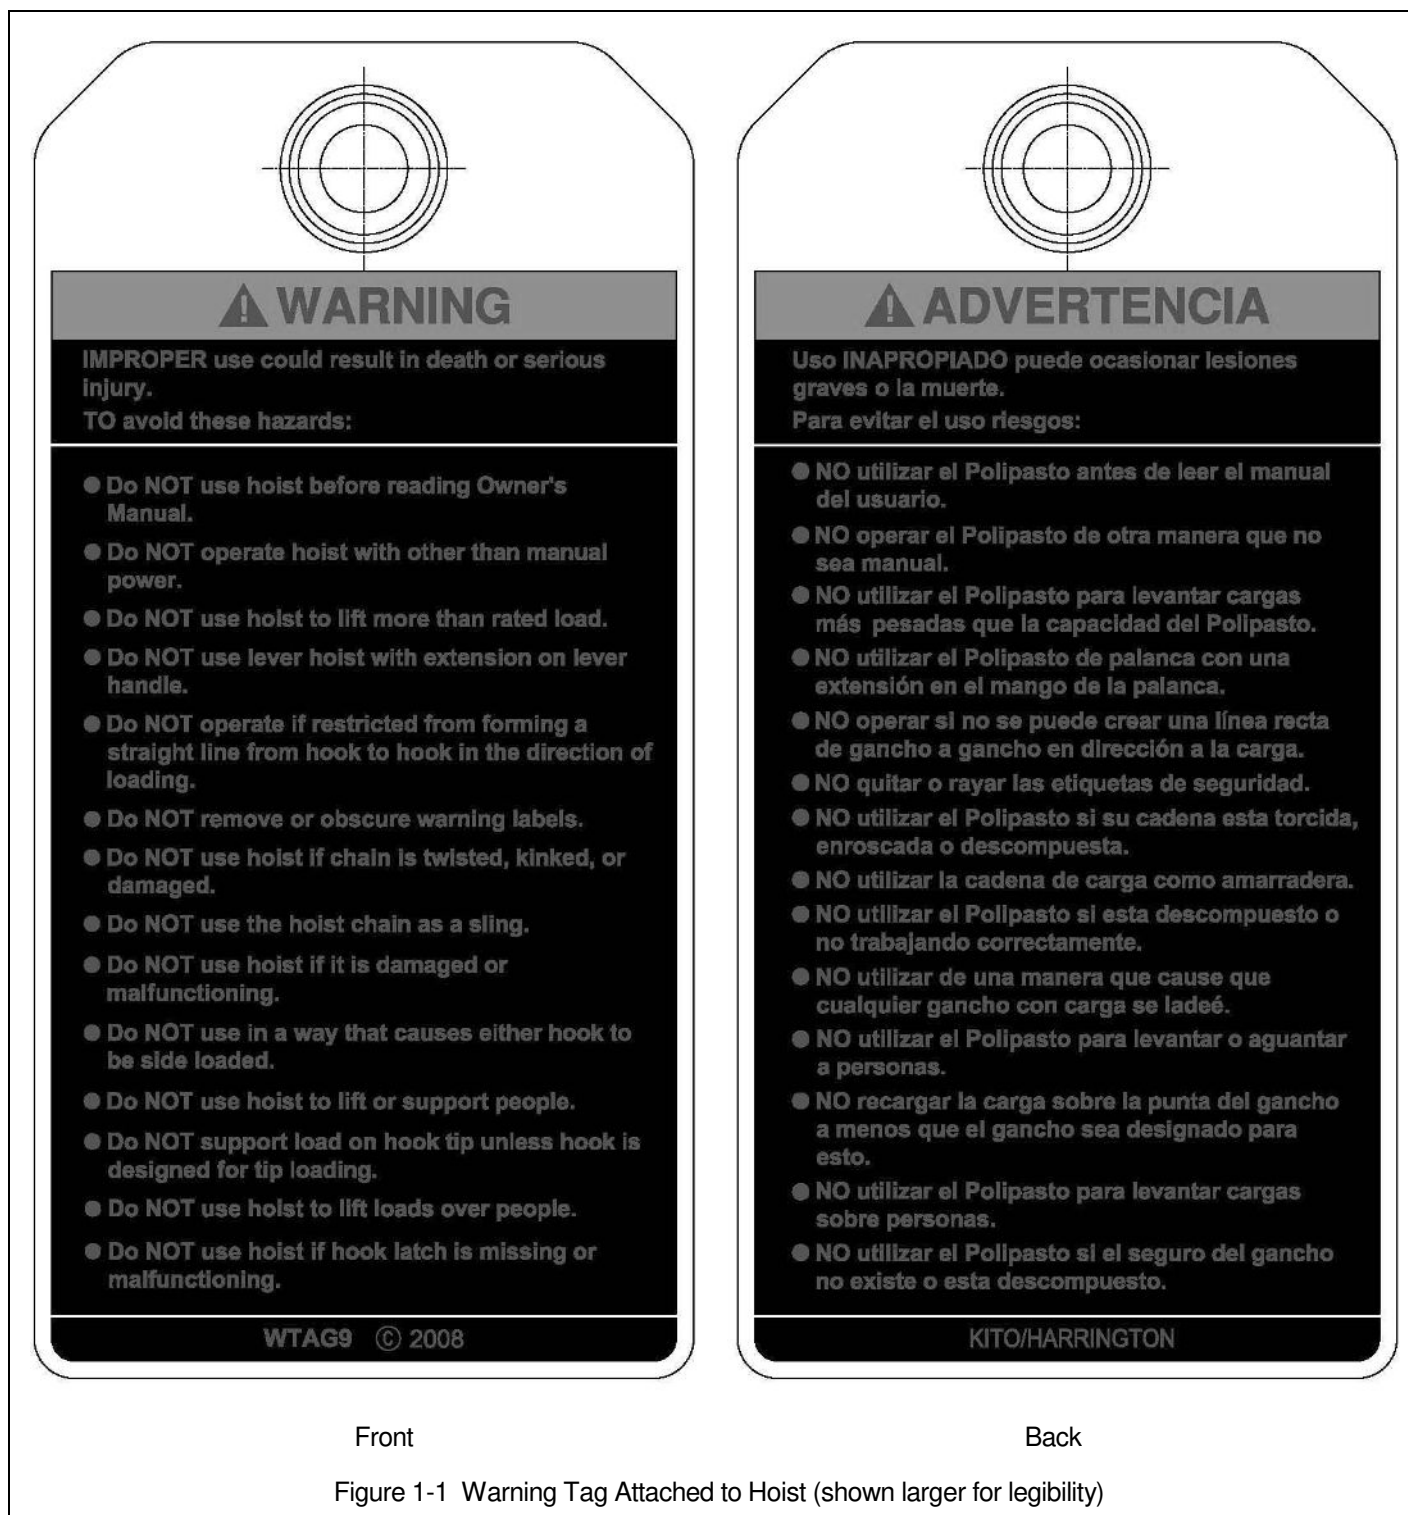 WARNING
IMPROPER use could result in death or serious
injury.
TO avoid these hazards:
● Do NOT use hoist before reading Owner's
Manual.
● Do NOT operate hoist with other than manual
power.
● Do NOT use hoist to lift more than rated load.
● Do NOT use lever hoist with extension on lever
handle.
● Do NOT operate if restricted from forming a
straight line from hook to hook in the direction of
loading.
● Do NOT remove or obscure warning labels.
● Do NOT use hoist if chain is twisted, kinked, or
damaged.
● Do NOT use the hoist chain as a sling.
● Do NOT use hoist if it is damaged or
malfunctioning.
● Do NOT use in a way that causes either hook to
be side loaded.
● Do NOT use hoist to lift or support people.
● Do NOT support load on hook tip unless hook is
designed for tip loading.
● Do NOT use hoist to lift loads over people.
● Do NOT use hoist if hook latch is missing or
malfunctioning.
WTAG9 © 2008
ADVERTENCIA
Uso INAPROPIADO puede ocasionar lesiones
graves o la muerte.
Para evitar el uso riesgos:
● NO utilizar el Polipasto antes de leer el manual
del usuario.
● NO operar el Polipasto de otra manera que no
sea manual.
● NO utilizar el Polipasto para levantar cargas
más pesadas que la capacidad del Polipasto.
● NO utilizar el Polipasto de palanca con una
extensión en el mango de la palanca.
● NO operar si no se puede crear una línea recta
de gancho a gancho en dirección a la carga.
● NO quitar o rayar las etiquetas de seguridad.
● NO utilizar el Polipasto si su cadena esta torcida,
enroscada o descompuesta.
● NO utilizar la cadena de carga como amarradera.
● NO utilizar el Polipasto si esta descompuesto o
no trabajando correctamente.
● NO utilizar de una manera que cause que
cualquier gancho con carga se ladeé.
● NO utilizar el Polipasto para levantar o aguantar
a personas.
● NO recargar la carga sobre la punta del gancho
a menos que el gancho sea designado para
esto.
● NO utilizar el Polipasto para levantar cargas
sobre personas.
● NO utilizar el Polipasto si el seguro del gancho
no existe o esta descompuesto.
KITO/HARRINGTON
Front
Back
Figure 1-1 Warning Tag Attached to Hoist (shown larger for legibility)